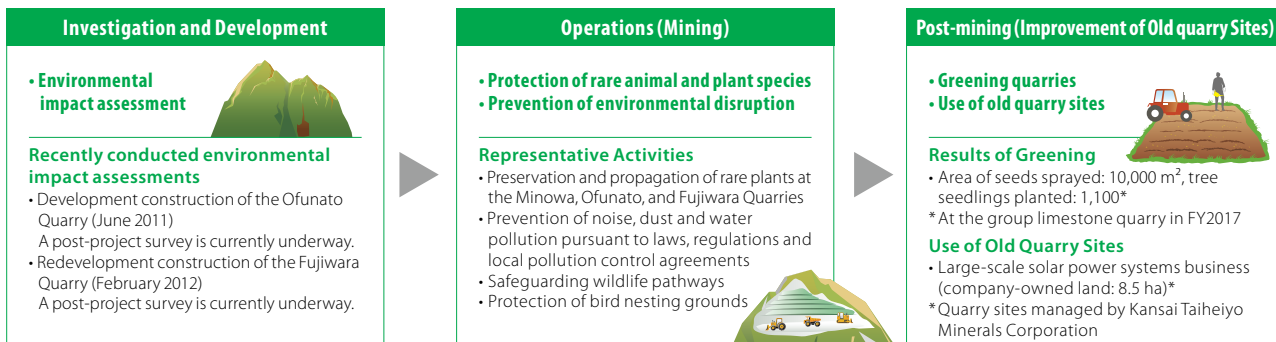 Investigation and Development
• Environmental
impact assessment
Recently conducted environmental
impact assessments
• Development construction of the Ofunato
Quarry (June 2011)
A post-project survey is currently underway.
• Redevelopment construction of the Fujiwara
Quarry (February 2012)
A post-project survey is currently underway.
Operations (Mining)
• Protection of rare animal and plant species
• Prevention of environmental disruption
Representative Activities
• Preservation and propagation of rare plants at
the Minowa, Ofunato, and Fujiwara Quarries
• Prevention of noise, dust and water
pollution pursuant to laws, regulations and
local pollution control agreements
• Safeguarding wildlife pathways
• Protection of bird nesting grounds
Post-mining (Improvement of Old quarry Sites)
• Greening quarries
• Use of old quarry sites
Results of Greening
• Area of seeds sprayed: 10,000 m², tree
seedlings planted: 1,100*
* At the group limestone quarry in FY2017
Use of Old Quarry Sites
• Large-scale solar power systems business
(company-owned land: 8.5 ha)*
* Quarry sites managed by Kansai Taiheiyo
Minerals Corporation